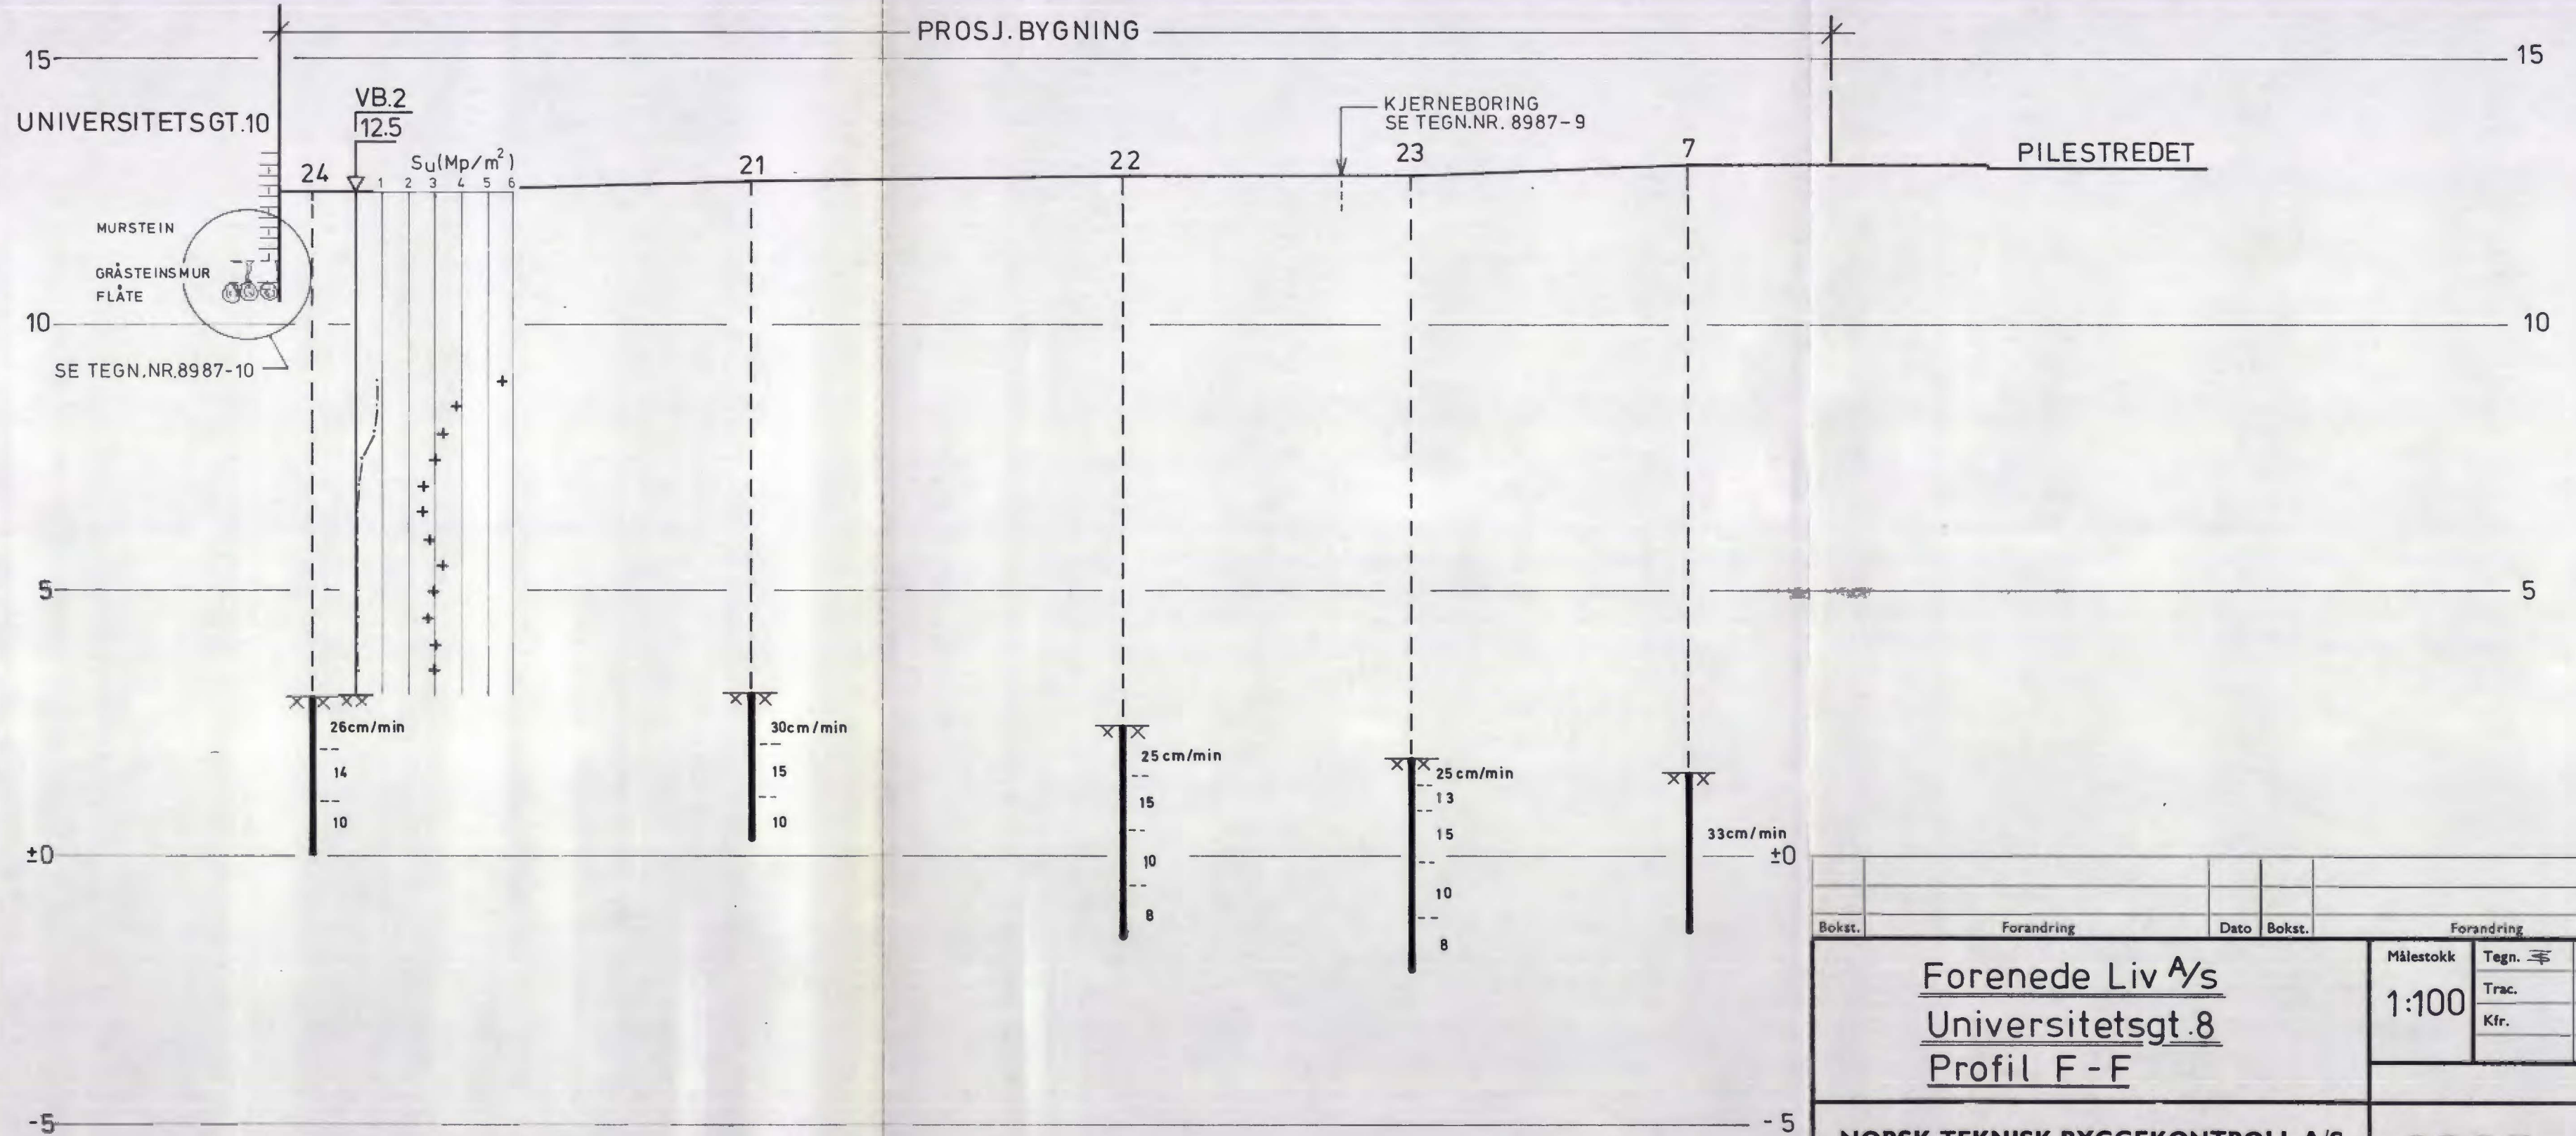 PROSJ. BYGNING
15
15
UNIVERSITETSGT.10
VB.2
12.5
KJERNEBORING
SE TEGN.NR. 8987-9
24
Su(Mp/m²)
1 2 3 4 5 6
21
22
23
7
PILESTREDET
MURSTEIN
GRÅSTEINSMUR
FLÅTE
10
10
SE TEGN.NR.8987-10
5
5
26cm/min
14
10
30cm/min
15
10
25cm/min
15
10
8
25cm/min
13
15
10
8
33cm/min
±0
±0
Bokst. Forandring Dato Bokst. Forandring
Forenede Liv A/s
Universitetsgt.8
Profil F-F
Målestokk
1:100
Tegn.
Trac.
Kfr.
-5
-5
NORSK TEKNISK BYGGEKONTROLL A/S